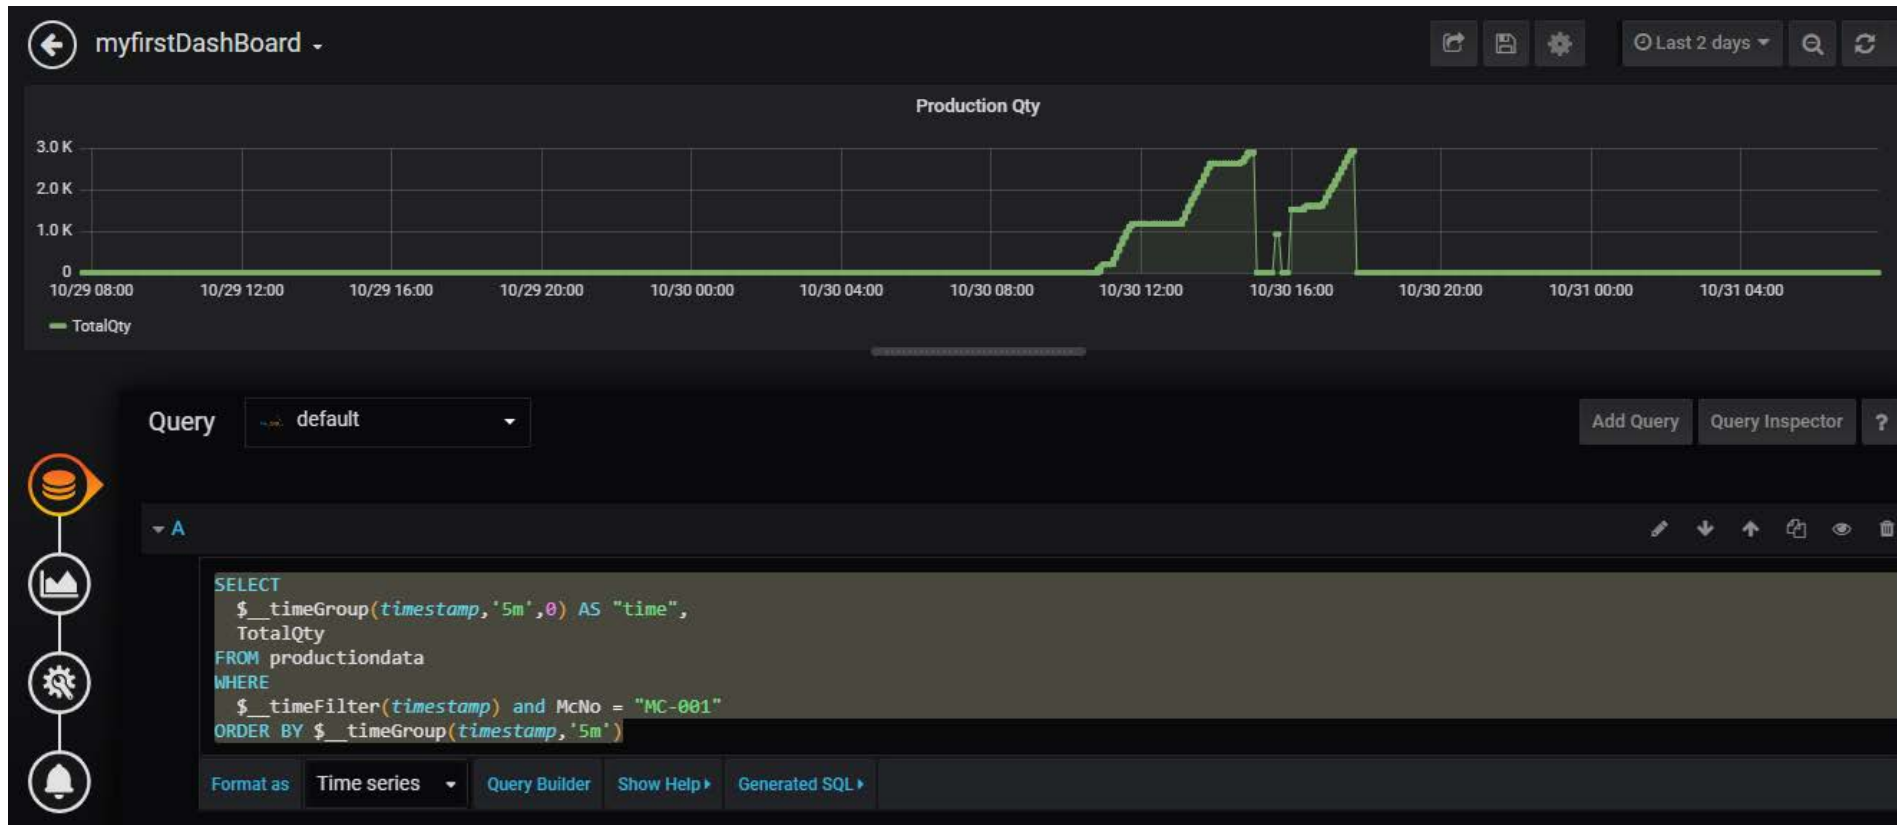 myfirstDashBoard
Last 2 days
Production Qty
3.0 K
2.0 K
1.0 K
0
10/29 08:00 10/29 12:00 10/29 16:00 10/29 20:00 10/30 00:00 10/30 04:00 10/30 08:00 10/30 12:00 10/30 16:00 10/30 20:00 10/31 00:00 10/31 04:00
TotalQty
Query default Add Query Query Inspector ?
A
SELECT
$__timeGroup(timestamp,'5m',0) AS "time",
TotalQty
FROM productiondata
WHERE
$__timeFilter(timestamp) and McNo = "MC-001"
ORDER BY $__timeGroup(timestamp,'5m')
Format as Time series Query Builder Show Help Generated SQL